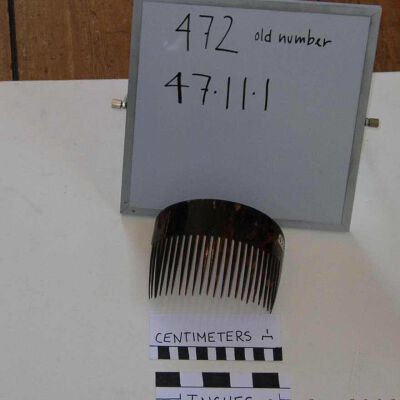 472 old number
47.11.1
CENTIMETERS
INCHES